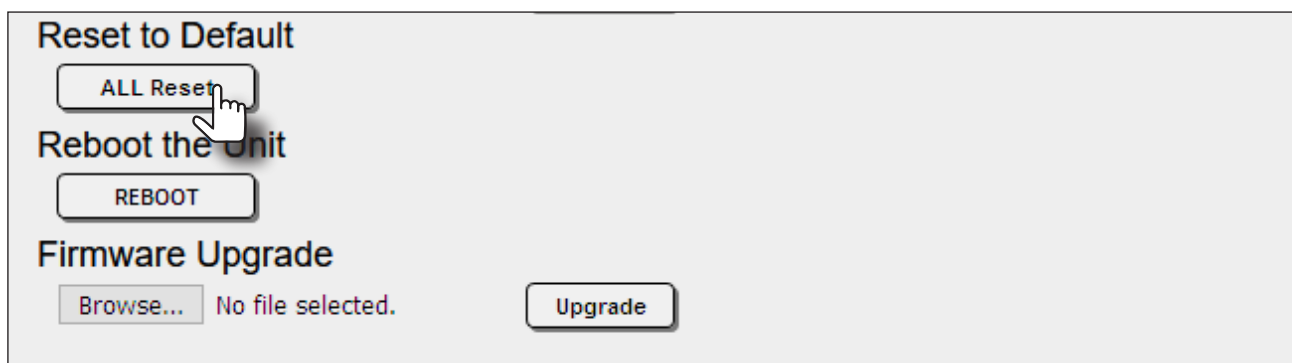 Reset to Default
ALL Reset
Reboot the Unit
REBOOT
Firmware Upgrade
Browse... No file selected. Upgrade